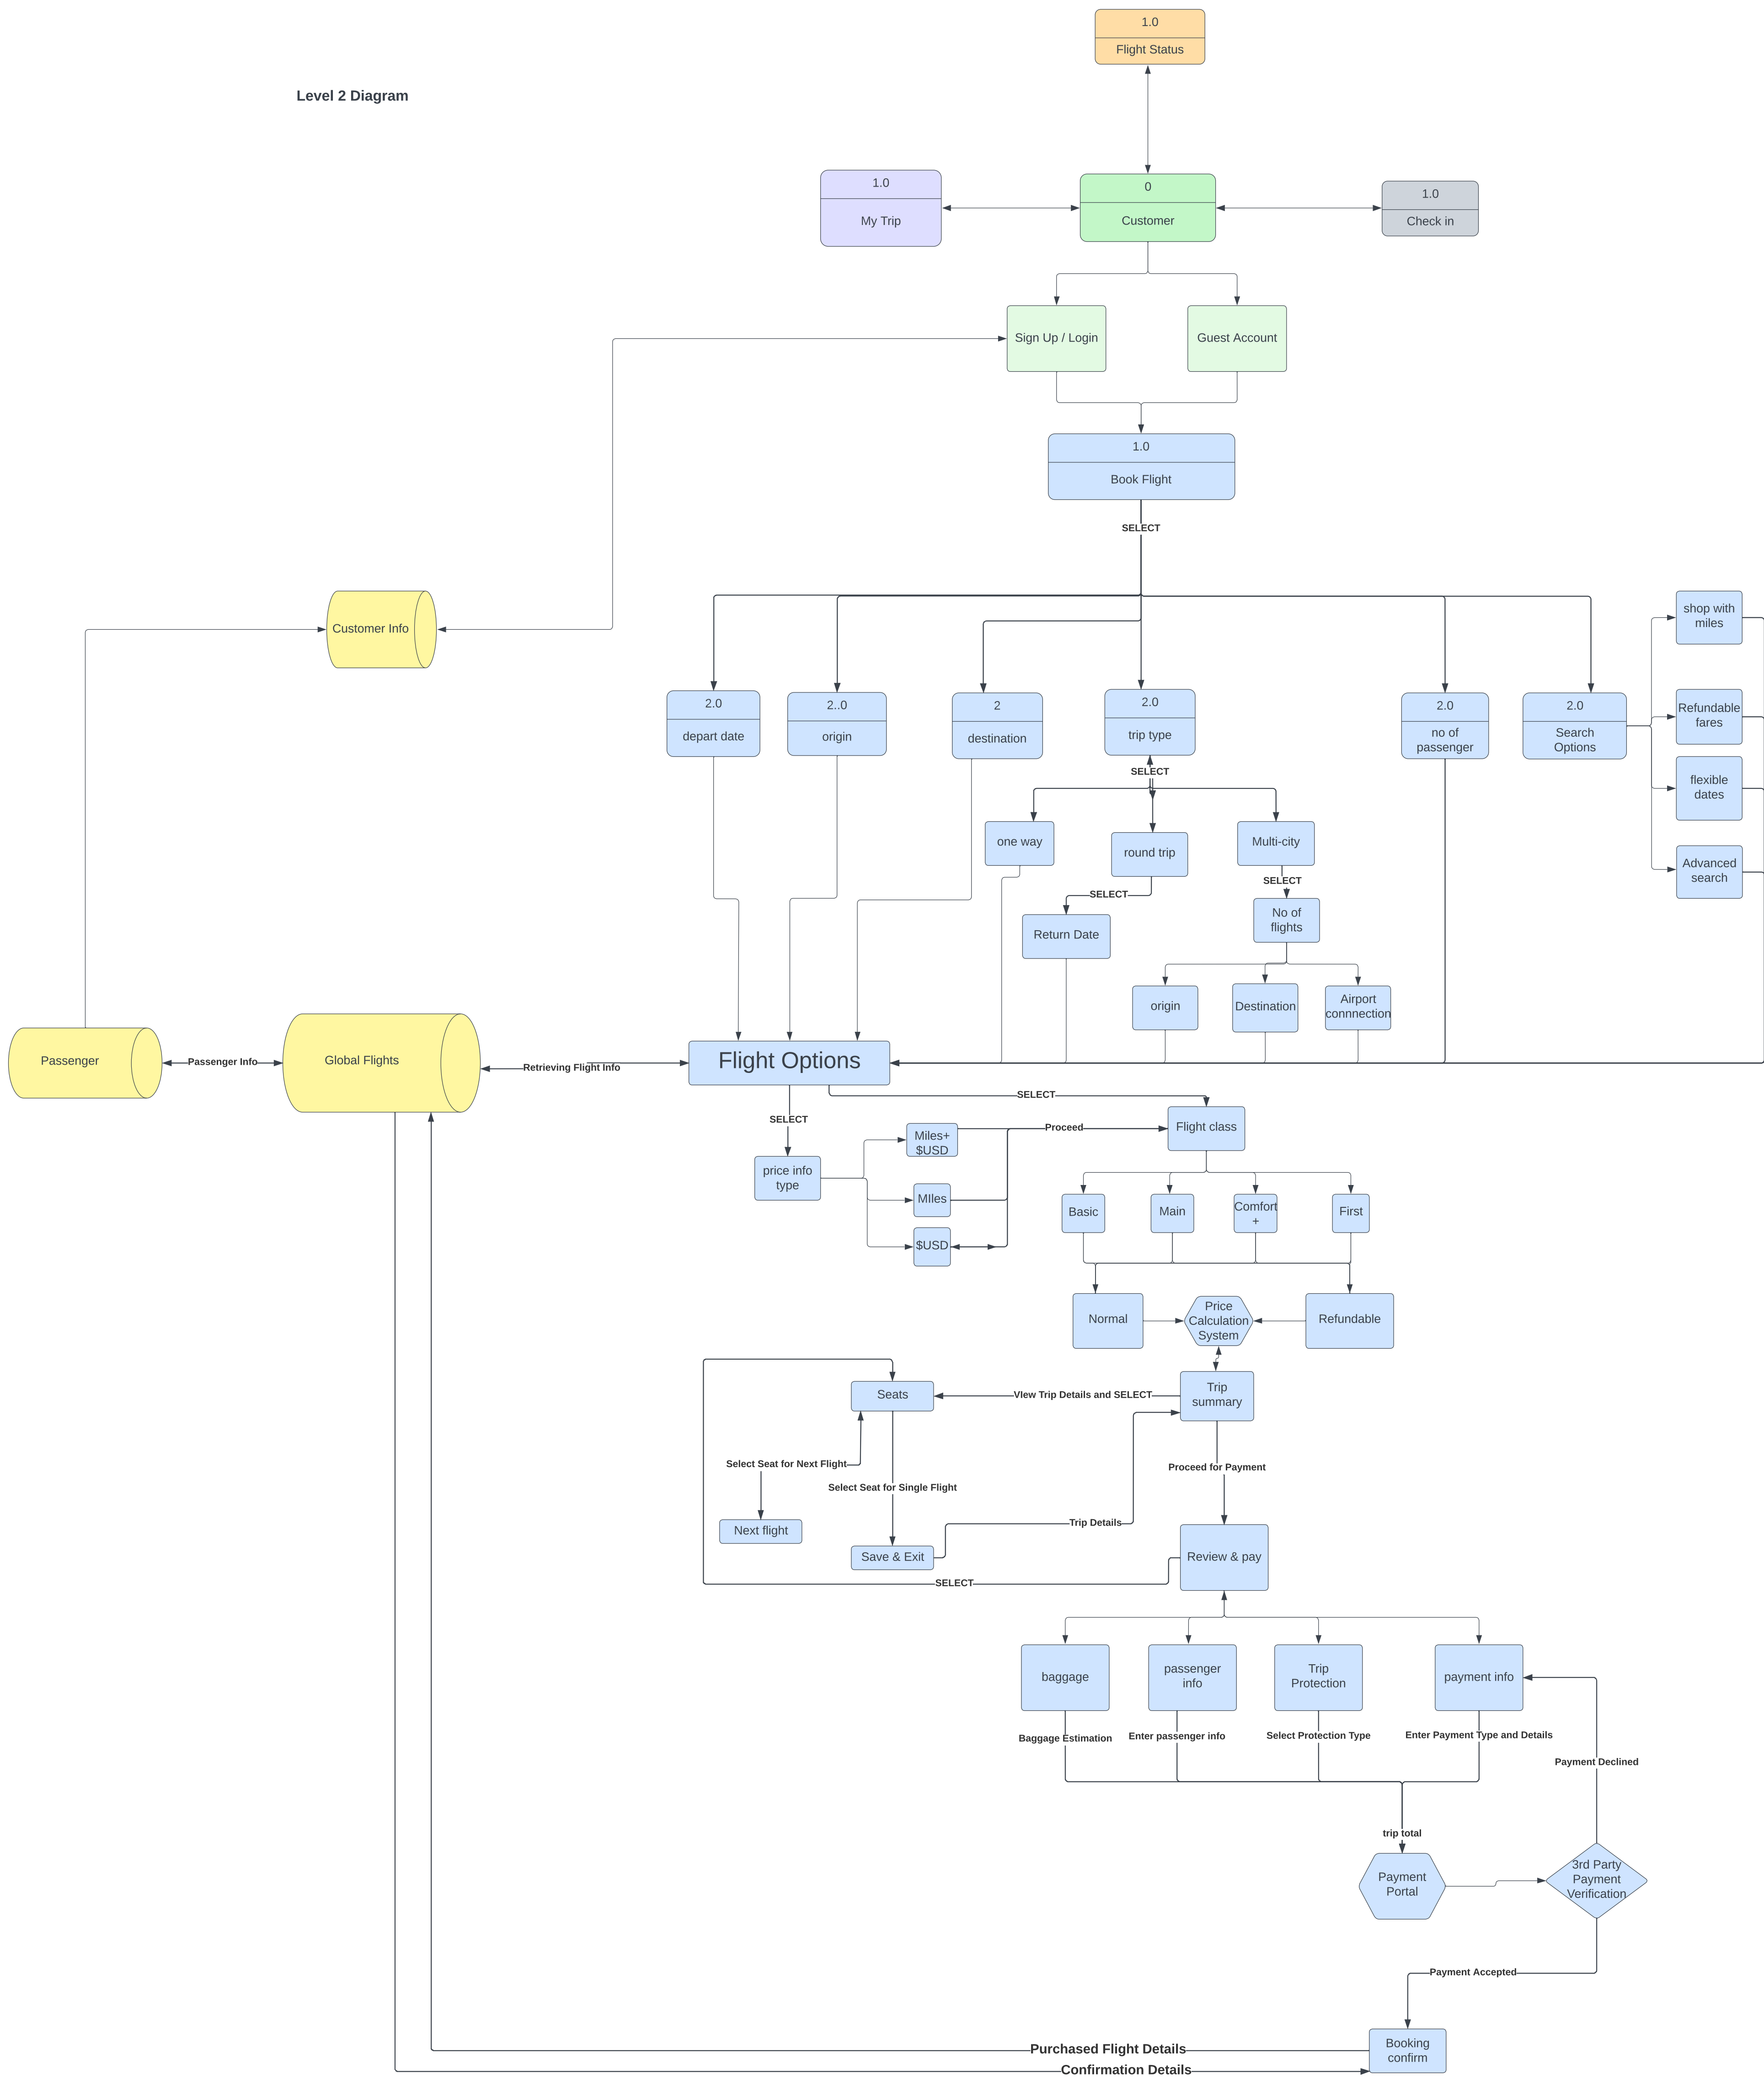 1.0
Flight Status
Level 2 Diagram
1.0
My Trip
0
Customer
1.0
Check in
Sign Up / Login
Guest Account
1.0
Book Flight
SELECT
Customer Info
shop with
miles
2.0
depart date
2..0
origin
2
destination
2.0
trip type
2.0
no of
passenger
2.0
Search
Options
Refundable
fares
flexible
dates
Advanced
search
SELECT
one way
round trip
Multi-city
SELECT
SELECT
Return Date
No of
flights
origin
Destination
Airport
connnection
Passenger
Passenger Info
Global Flights
Retrieving Flight Info
Flight Options
SELECT
SELECT
price info
type
Miles+
$USD
MIles
$USD
Proceed
Flight class
Basic
Main
Comfort
+
First
Normal
Price
Calculation
System
Refundable
Seats
VIew Trip Details and SELECT
Trip
summary
Select Seat for Next Flight
Select Seat for Single Flight
Proceed for Payment
Next flight
Save & Exit
Trip Details
Review & pay
SELECT
baggage
passenger
info
Trip
Protection
payment info
Baggage Estimation
Enter passenger info
Select Protection Type
Enter Payment Type and Details
Payment Declined
trip total
Payment
Portal
3rd Party
Payment
Verification
Payment Accepted
Booking
confirm
Purchased Flight Details
Confirmation Details